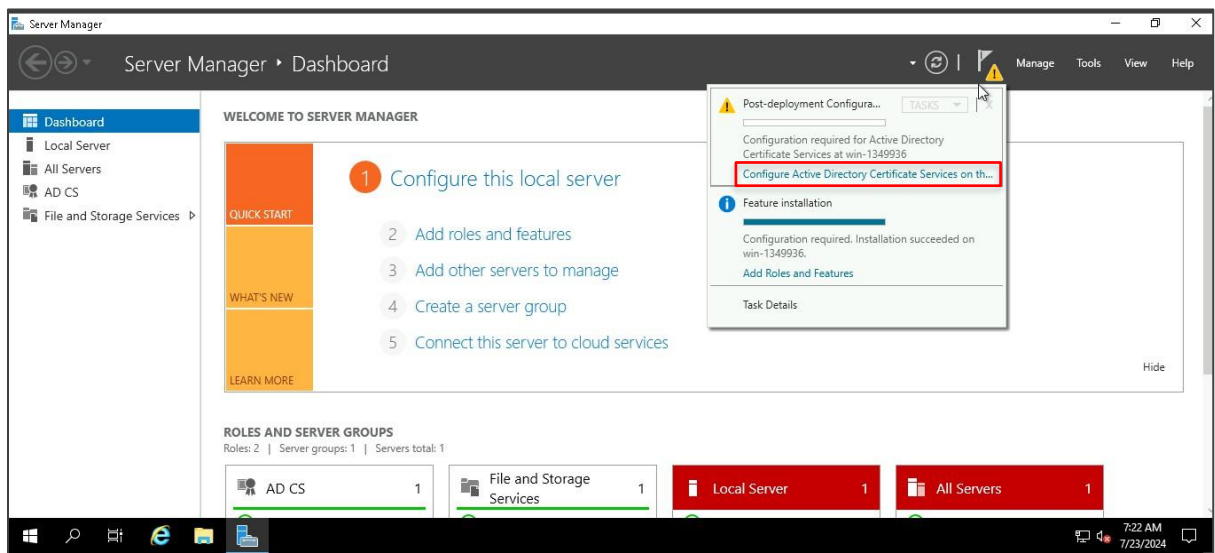 Server Manager
Server Manager • Dashboard
Manage Tools View Help
Dashboard
Local Server
All Servers
AD CS
File and Storage Services
WELCOME TO SERVER MANAGER
QUICK START
WHAT'S NEW
LEARN MORE
1 Configure this local server
2 Add roles and features
3 Add other servers to manage
4 Create a server group
5 Connect this server to cloud services
Hide
Post-deployment Configura...
TASKS
X
Configuration required for Active Directory
Certificate Services at win-1349936
Configure Active Directory Certificate Services on th...
Feature installation
Configuration required. Installation succeeded on
win-1349936.
Add Roles and Features
Task Details
ROLES AND SERVER GROUPS
Roles: 2 | Server groups: 1 | Servers total: 1
AD CS 1
File and Storage
Services 1
Local Server 1
All Servers 1
7:22 AM
7/23/2024